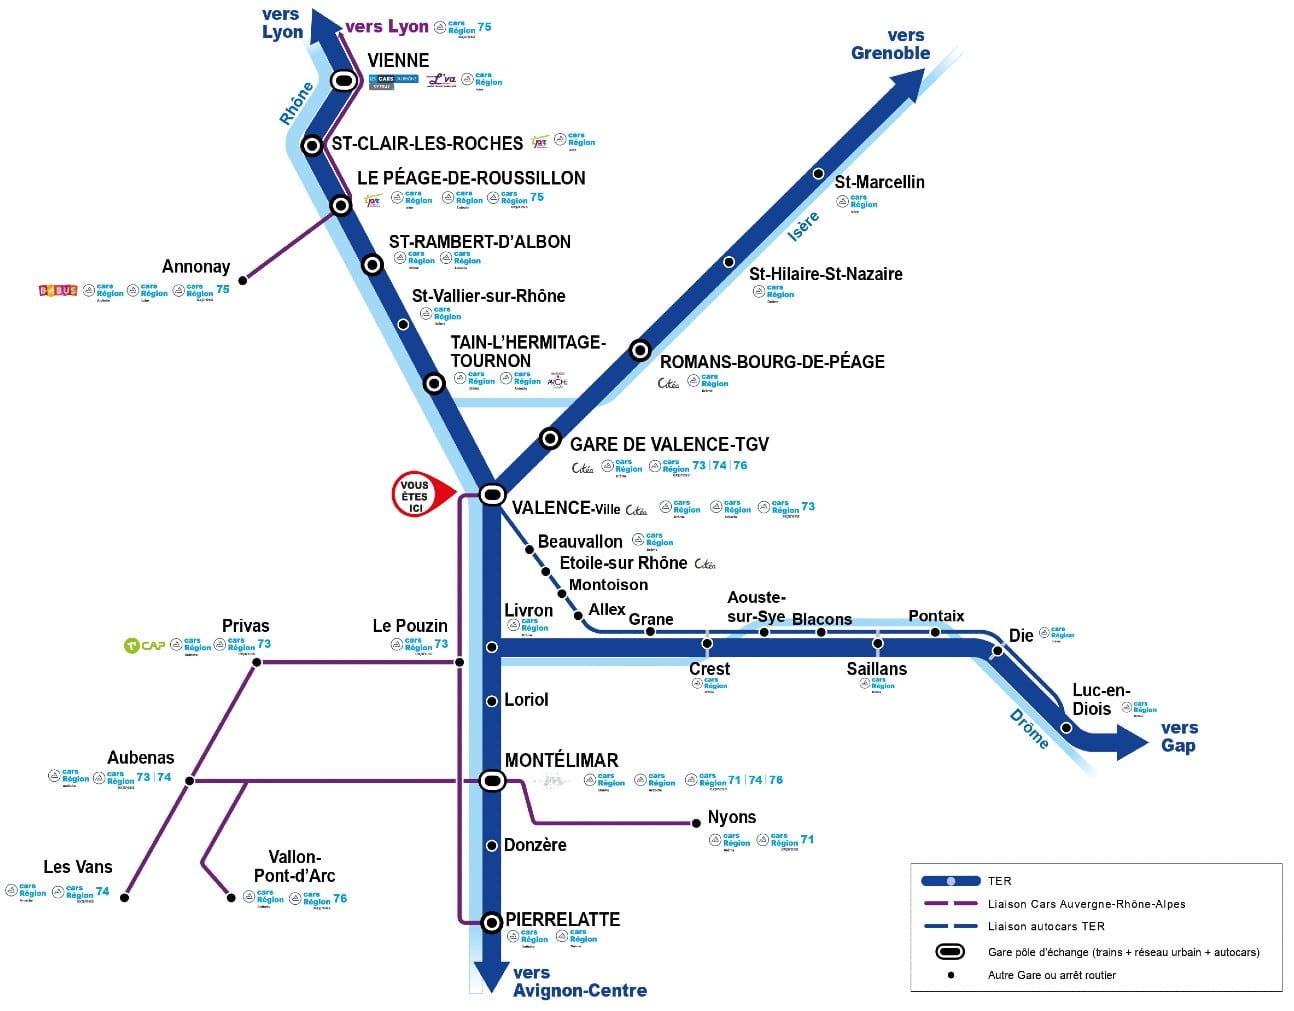 vers
Lyon
vers Lyon
cars
Région
75
VIENNE
LES CARS DU RHÔNE
L'va
cars
Région
Rhône
ST-CLAIR-LES-ROCHES
cars
Région
LE PÉAGE-DE-ROUSSILLON
cars
Région
cars
Région
cars
Région
75
ST-RAMBERT-D'ALBON
cars
Région
cars
Région
Annonay
BABUS
cars
Région
cars
Région
cars
Région
75
St-Vallier-sur-Rhône
cars
Région
TAIN-L'HERMITAGE-
TOURNON
cars
Région
cars
Région
ARCHE
vers
Grenoble
St-Marcellin
cars
Région
Isère
St-Hilaire-St-Nazaire
cars
Région
ROMANS-BOURG-DE-PÉAGE
Citéa
cars
Région
GARE DE VALENCE-TGV
Citéa
cars
Région
cars
Région
73 | 74 | 76
VOUS
ÊTES
ICI
VALENCE-Ville
Citéa
cars
Région
cars
Région
cars
Région
73
Beauvallon
cars
Région
Etoile-sur Rhône
Citéa
Montoison
Allex
Livron
cars
Région
Grane
Aouste-
sur-Sye
Blacons
Pontaix
Die
cars
Région
Crest
cars
Région
Saillans
cars
Région
Luc-en-
Diois
cars
Région
Drôme
vers
Gap
Privas
CAP
cars
Région
cars
Région
73
Le Pouzin
cars
Région
73
Loriol
Aubenas
cars
Région
cars
Région
73 | 74
MONTÉLIMAR
cars
Région
cars
Région
cars
Région
71 | 74 | 76
Nyons
cars
Région
cars
Région
71
Donzère
Les Vans
cars
Région
cars
Région
74
Vallon-
Pont-d'Arc
cars
Région
cars
Région
76
PIERRELATTE
cars
Région
cars
Région
vers
Avignon-Centre
TER
Liaison Cars Auvergne-Rhône-Alpes
Liaison autocars TER
Gare pôle d'échange (trains + réseau urbain + autocars)
Autre Gare ou arrêt routier